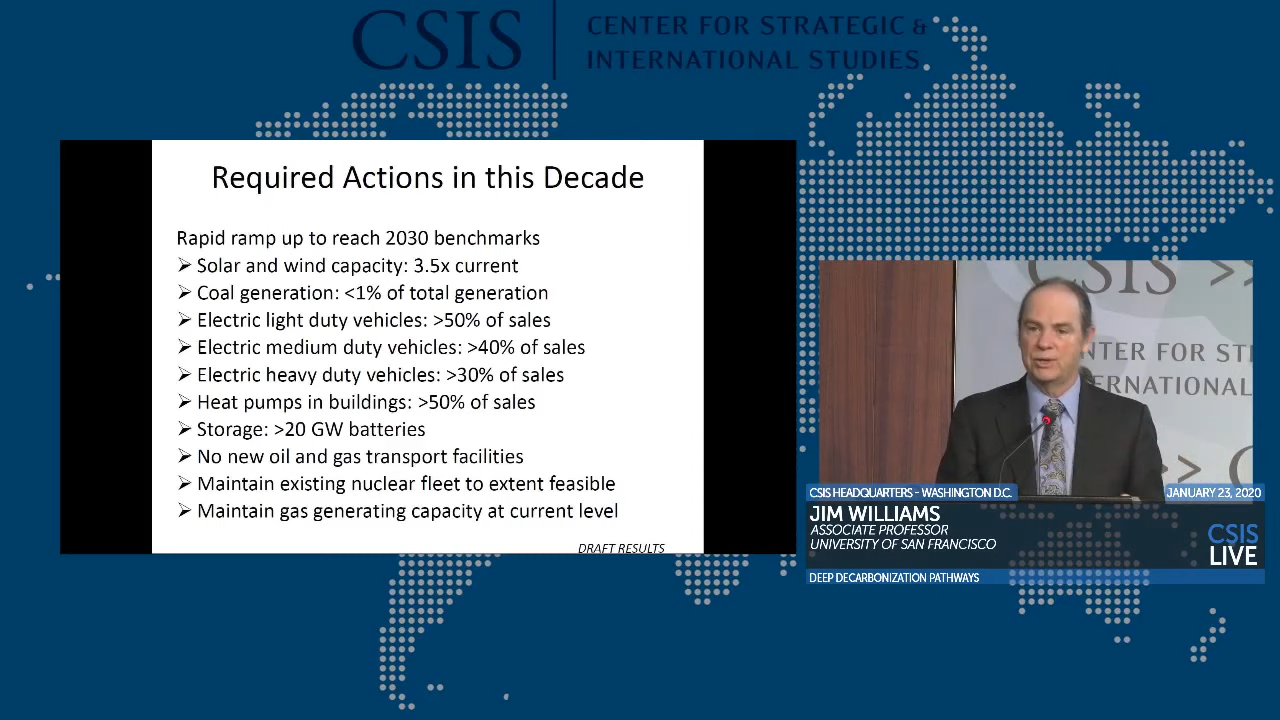 CSIS
CENTER FOR STRATEGIC &
INTERNATIONAL STUDIES
Required Actions in this Decade
Rapid ramp up to reach 2030 benchmarks
➢ Solar and wind capacity: 3.5x current
➢ Coal generation: <1% of total generation
➢ Electric light duty vehicles: >50% of sales
➢ Electric medium duty vehicles: >40% of sales
➢ Electric heavy duty vehicles: >30% of sales
➢ Heat pumps in buildings: >50% of sales
➢ Storage: >20 GW batteries
➢ No new oil and gas transport facilities
➢ Maintain existing nuclear fleet to extent feasible
➢ Maintain gas generating capacity at current level
DRAFT RESULTS
CSIS >>
NTER FOR ST
ERNATIONAL
>> C
CSIS HEADQUARTERS - WASHINGTON D.C.
JANUARY 23, 2020
JIM WILLIAMS
ASSOCIATE PROFESSOR
UNIVERSITY OF SAN FRANCISCO
CSIS
LIVE
DEEP DECARBONIZATION PATHWAYS